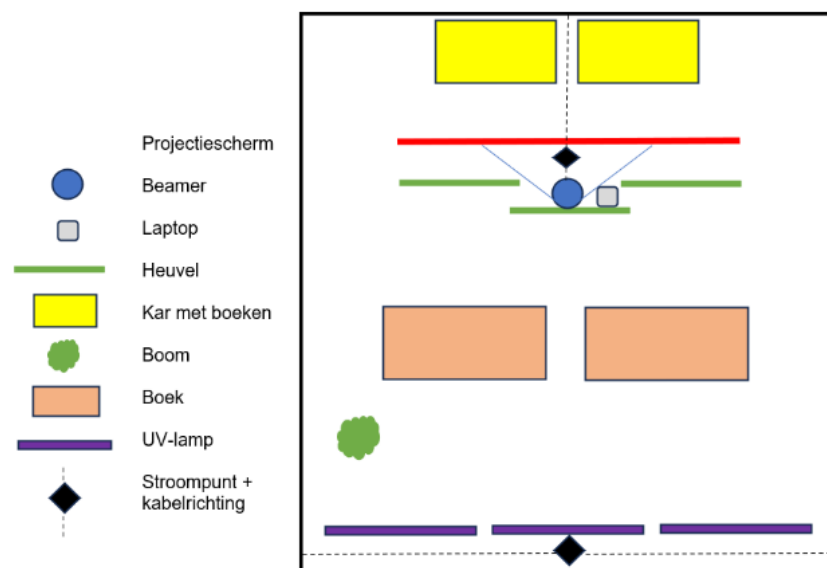 Projectiescherm
Beamer
Laptop
Heuvel
Kar met boeken
Boom
Boek
UV-lamp
Stroompunt +
kabelrichting